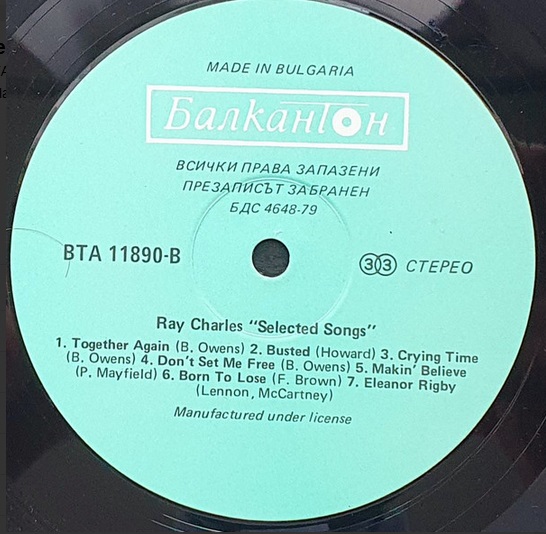 MADE IN BULGARIA
Балкантон
ВСИЧКИ ПРАВА ЗАПАЗЕНИ
ПРЕЗАПИСЪТ ЗАБРАНЕН
БДС 4648-79
ВТА 11890-В
33 СТЕРЕО
Ray Charles "Selected Songs"
1. Together Again (B. Owens) 2. Busted (Howard) 3. Crying Time
(B. Owens) 4. Don't Set Me Free (B. Owens) 5. Makin' Believe
(P. Mayfield) 6. Born To Lose (F. Brown) 7. Eleanor Rigby
(Lennon, McCartney)
Manufactured under license